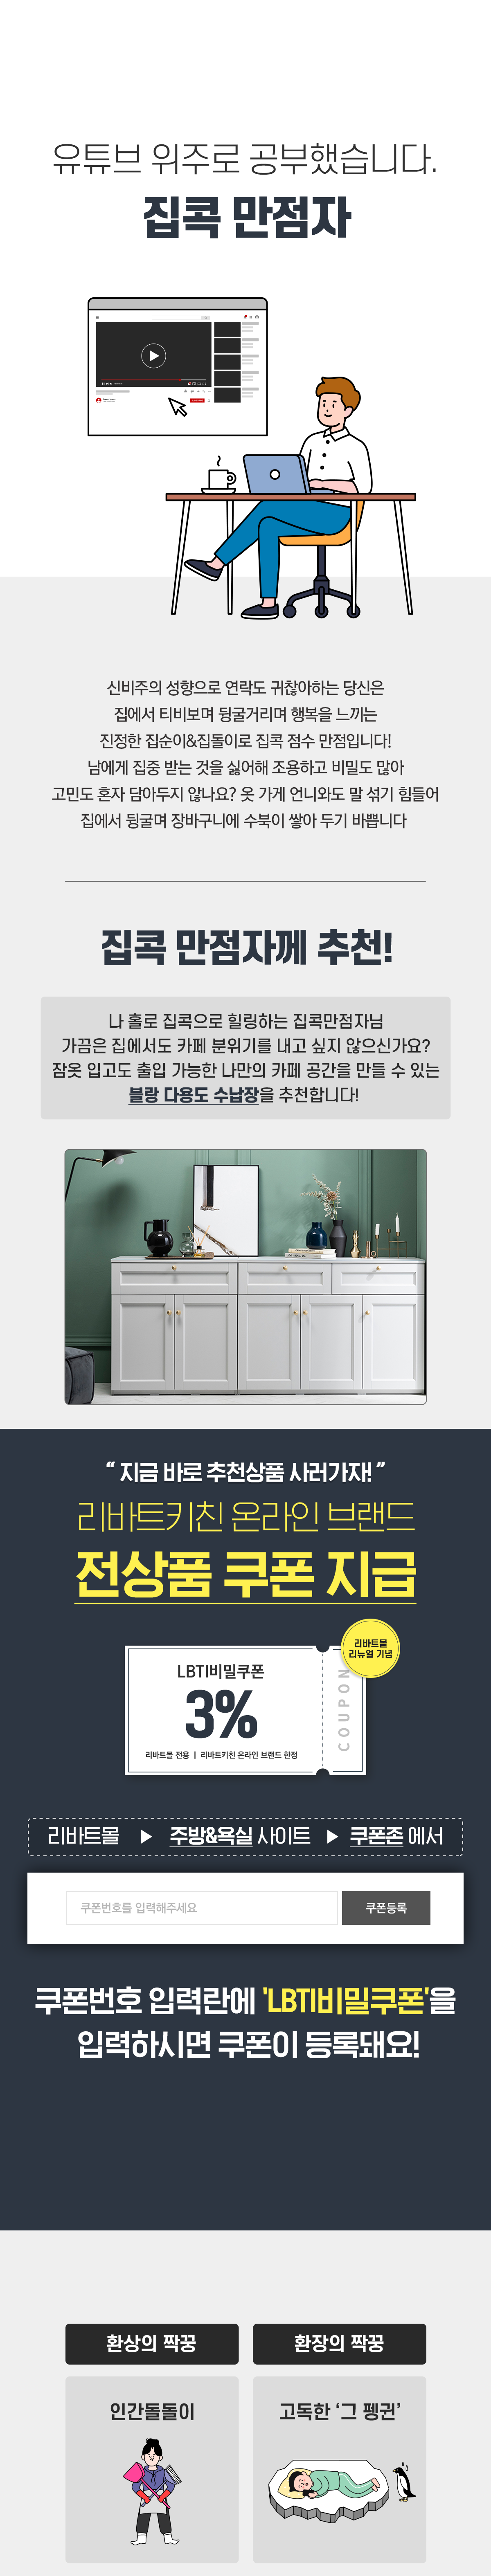 유튜브 위주로 공부했습니다.
집콕 만점자
신비주의 성향으로 연락도 귀찮아하는 당신은
집에서 티비보며 뒹굴거리며 행복을 느끼는
진정한 집순이&집돌이로 집콕 점수 만점입니다!
남에게 집중 받는 것을 싫어해 조용하고 비밀도 많아
고민도 혼자 담아두지 않나요? 옷 가게 언니와도 말 섞기 힘들어
집에서 뒹굴며 장바구니에 수북이 쌓아 두기 바쁩니다
집콕 만점자께 추천!
나 홀로 집콕으로 힐링하는 집콕만점자님
가끔은 집에서도 카페 분위기를 내고 싶지 않으신가요?
잠옷 입고도 출입 가능한 나만의 카페 공간을 만들 수 있는
블랑 다용도 수납장을 추천합니다!
“ 지금 바로 추천상품 사러가자! ”
리바트키친 온라인 브랜드
전상품 쿠폰 지급
리바트몰
리뉴얼 기념
LBTI비밀쿠폰
3%
리바트몰 전용 | 리바트키친 온라인 브랜드 한정
COUPON
리바트몰 ▶ 주방&욕실 사이트 ▶ 쿠폰존 에서
쿠폰번호를 입력해주세요 쿠폰등록
쿠폰번호 입력란에 'LBTI비밀쿠폰'을
입력하시면 쿠폰이 등록돼요!
환상의 짝꿍
인간돌돌이
환장의 짝꿍
고독한 ‘그 펭귄’